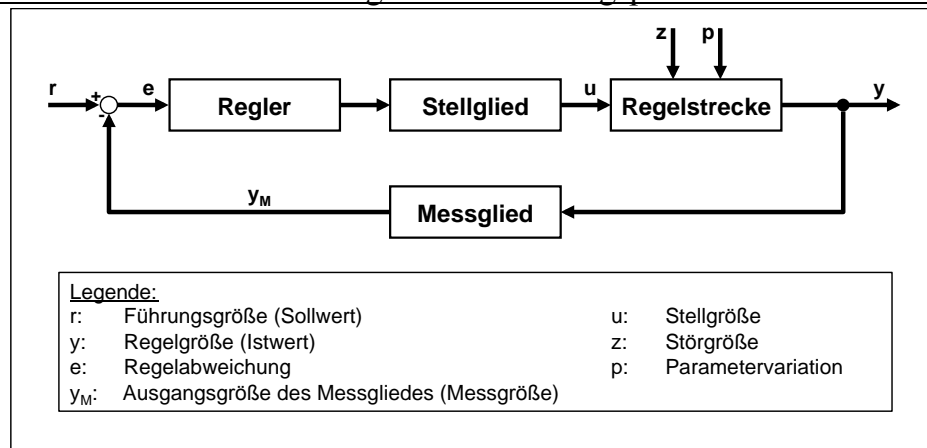 z p
r + - e Regler Stellglied u Regelstrecke y
yM Messglied
Legende:
r: Führungsgröße (Sollwert) u: Stellgröße
y: Regelgröße (Istwert) z: Störgröße
e: Regelabweichung p: Parametervariation
yM: Ausgangsgröße des Messgliedes (Messgröße)